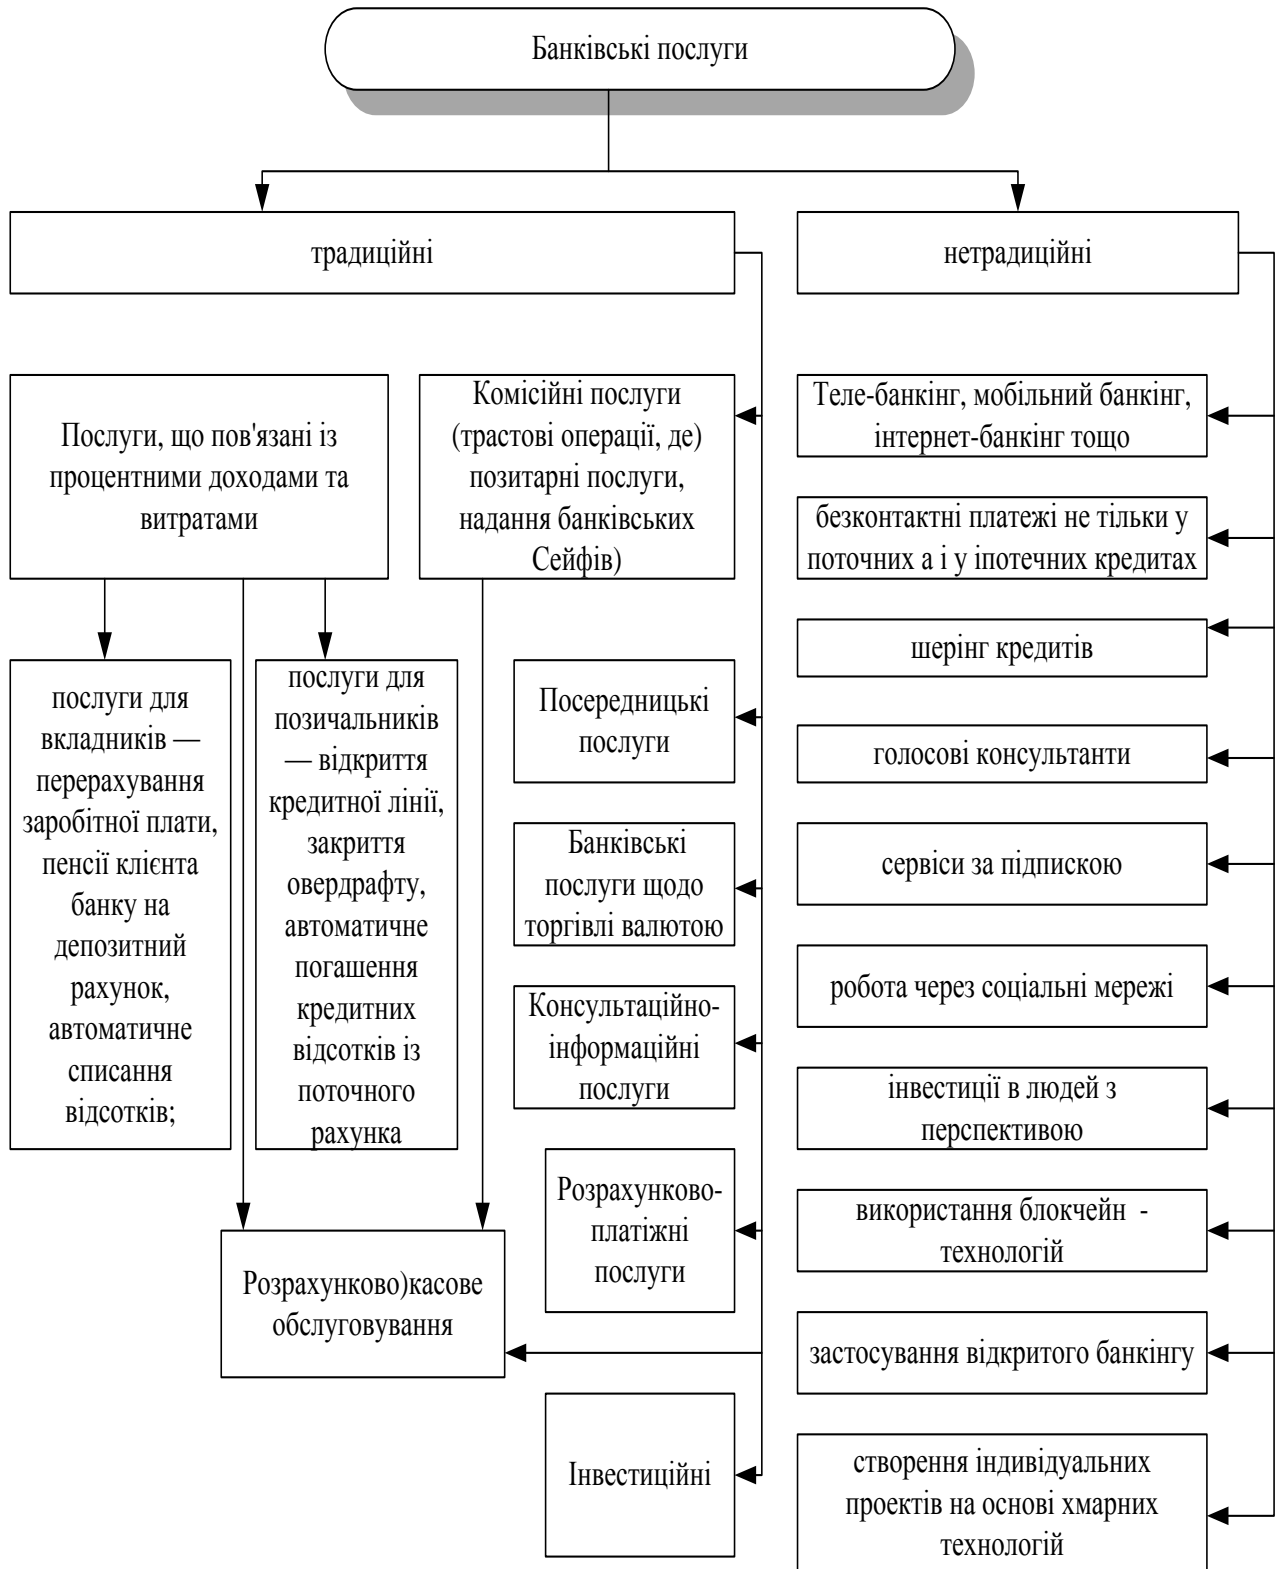 Банківські послуги
традиційні
нетрадиційні
Послуги, що пов'язані із
процентними доходами та
витратами
Комісійні послуги
(трастові операції, де)
позитарні послуги,
надання банківських
Сейфів)
послуги для
вкладників —
перерахування
заробітної плати,
пенсії клієнта
банку на
депозитний
рахунок,
автоматичне
списання
відсотків;
послуги для
позичальників
— відкриття
кредитної лінії,
закриття
овердрафту,
автоматичне
погашення
кредитних
відсотків із
поточного
рахунка
Посередницькі
послуги
Банківські
послуги щодо
торгівлі валютою
Консультаційно-
інформаційні
послуги
Розрахунково-
платіжні
послуги
Розрахунково)касове
обслуговування
Інвестиційні
Теле-банкінг, мобільний банкінг,
інтернет-банкінг тощо
безконтактні платежі не тільки у
поточних а і у іпотечних кредитах
шерінг кредитів
голосові консультанти
сервіси за підпискою
робота через соціальні мережі
інвестиції в людей з
перспективою
використання блокчейн -
технологій
застосування відкритого банкінгу
створення індивідуальних
проектів на основі хмарних
технологій